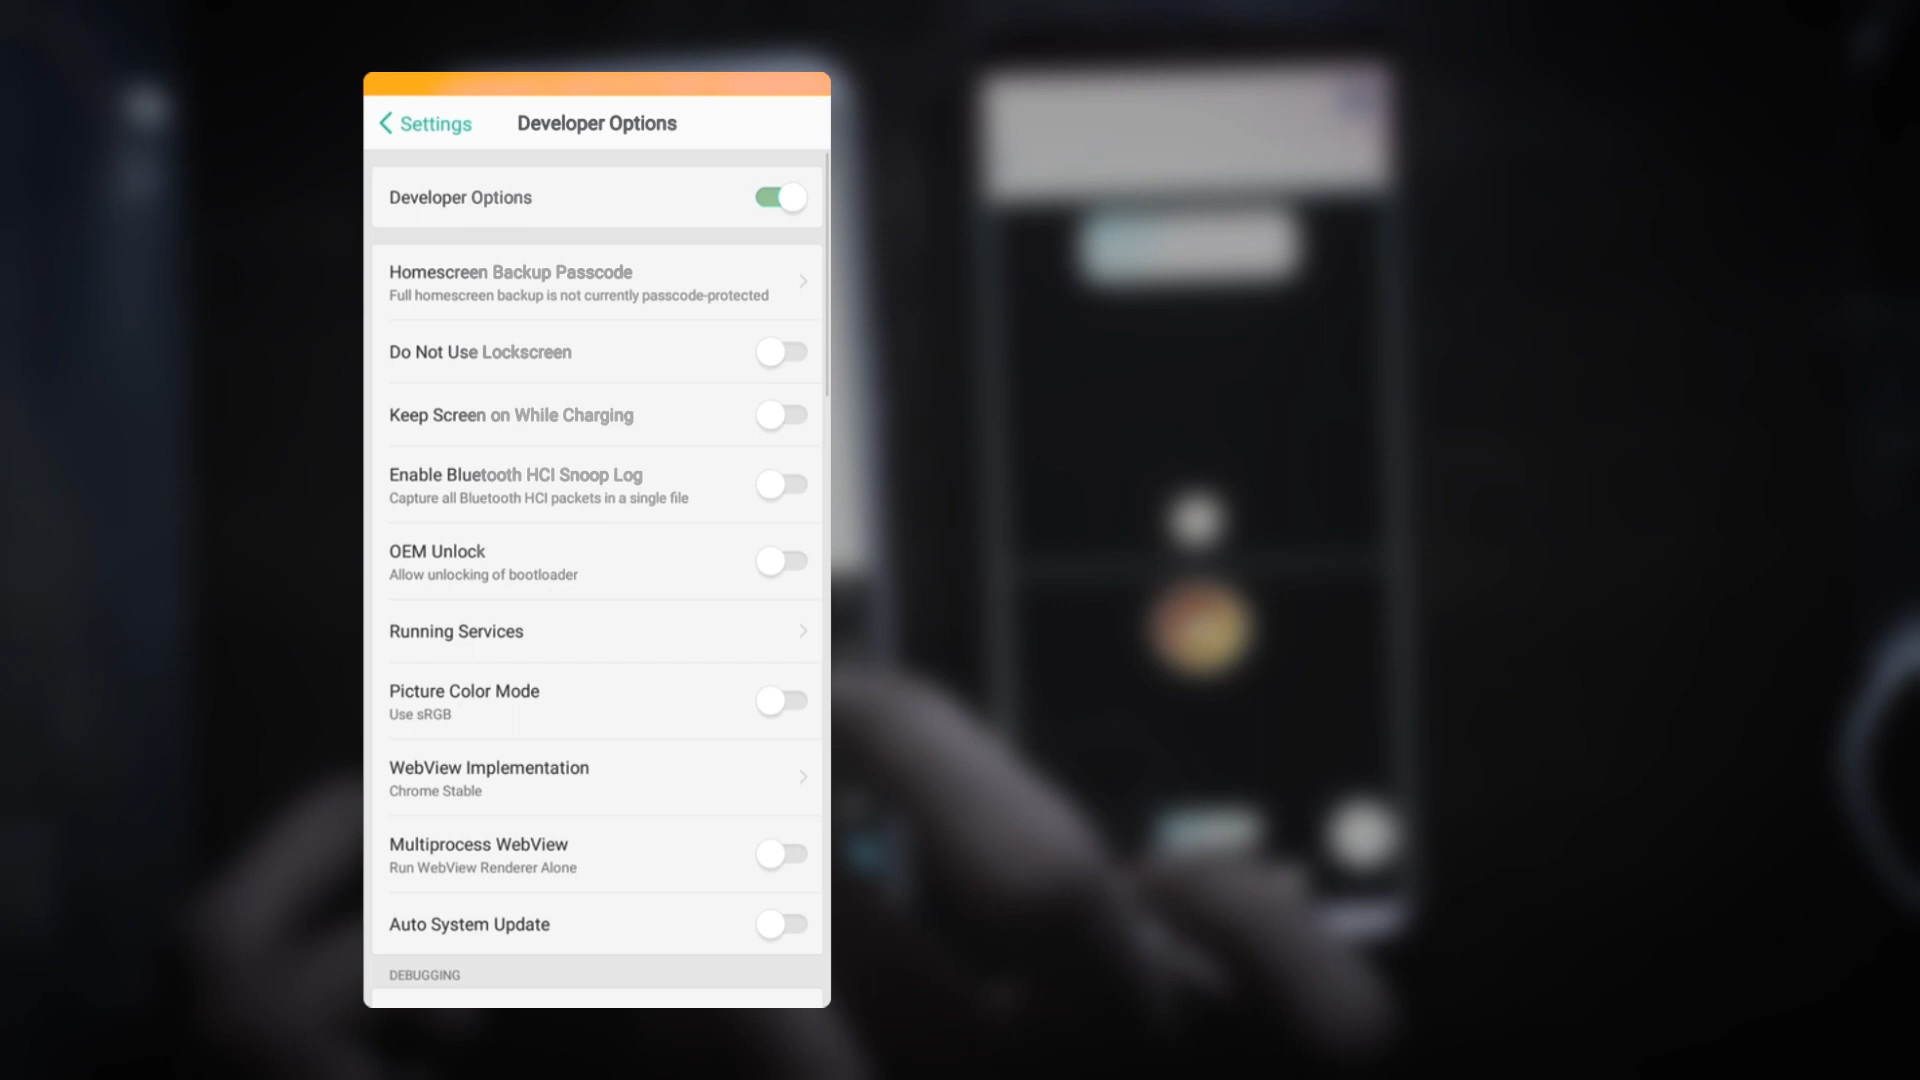 Settings
Developer Options
Developer Options
Homescreen Backup Passcode
Full homescreen backup is not currently passcode-protected
Do Not Use Lockscreen
Keep Screen on While Charging
Enable Bluetooth HCI Snoop Log
Capture all Bluetooth HCI packets in a single file
OEM Unlock
Allow unlocking of bootloader
Running Services
Picture Color Mode
Use sRGB
WebView Implementation
Chrome Stable
Multiprocess WebView
Run WebView Renderer Alone
Auto System Update
DEBUGGING